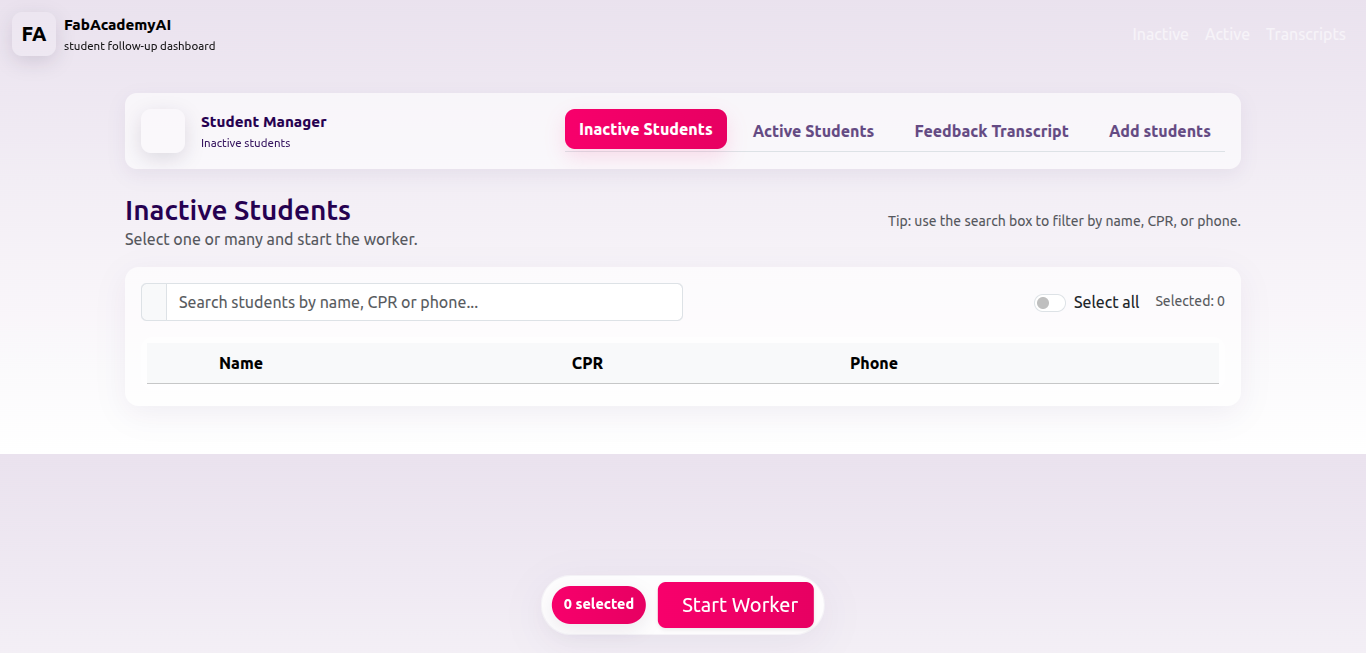 FA
FabAcademyAI
student follow-up dashboard
Inactive Active Transcripts
Student Manager
Inactive students
Inactive Students Active Students Feedback Transcript Add students
Inactive Students
Select one or many and start the worker.
Tip: use the search box to filter by name, CPR, or phone.
Search students by name, CPR or phone...
Select all Selected: 0
Name CPR Phone
0 selected Start Worker